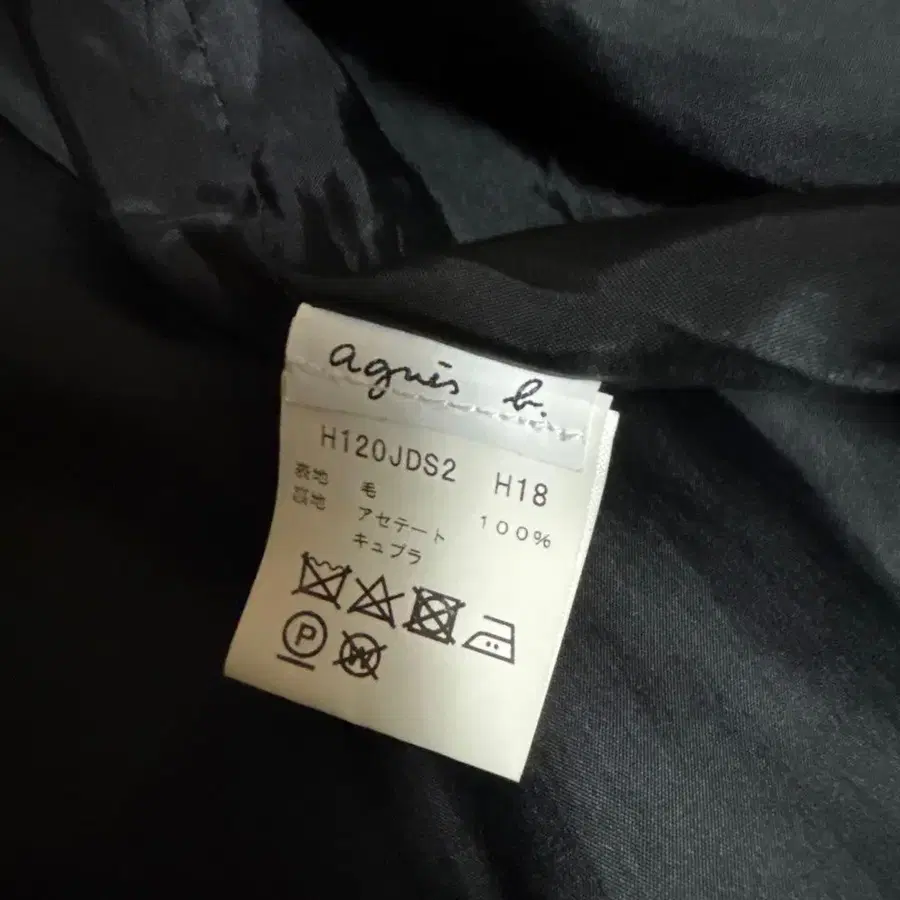 agnès b.
H120JDS2 H18
表地 毛 100%
裏地 アセテート
キュプラ
P
W